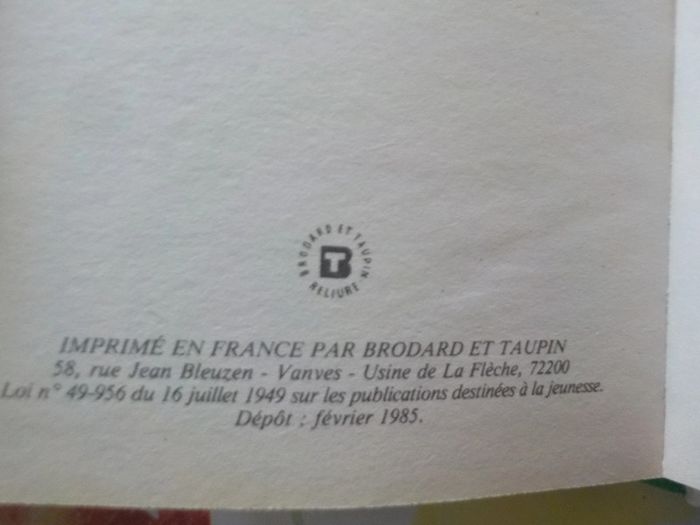 BRODARD ET TAUPIN
BT
RELIURE
IMPRIMÉ EN FRANCE PAR BRODARD ET TAUPIN
58, rue Jean Bleuzen - Vanves - Usine de La Flèche, 72200
Loi n° 49-956 du 16 juillet 1949 sur les publications destinées à la jeunesse.
Dépôt : février 1985.